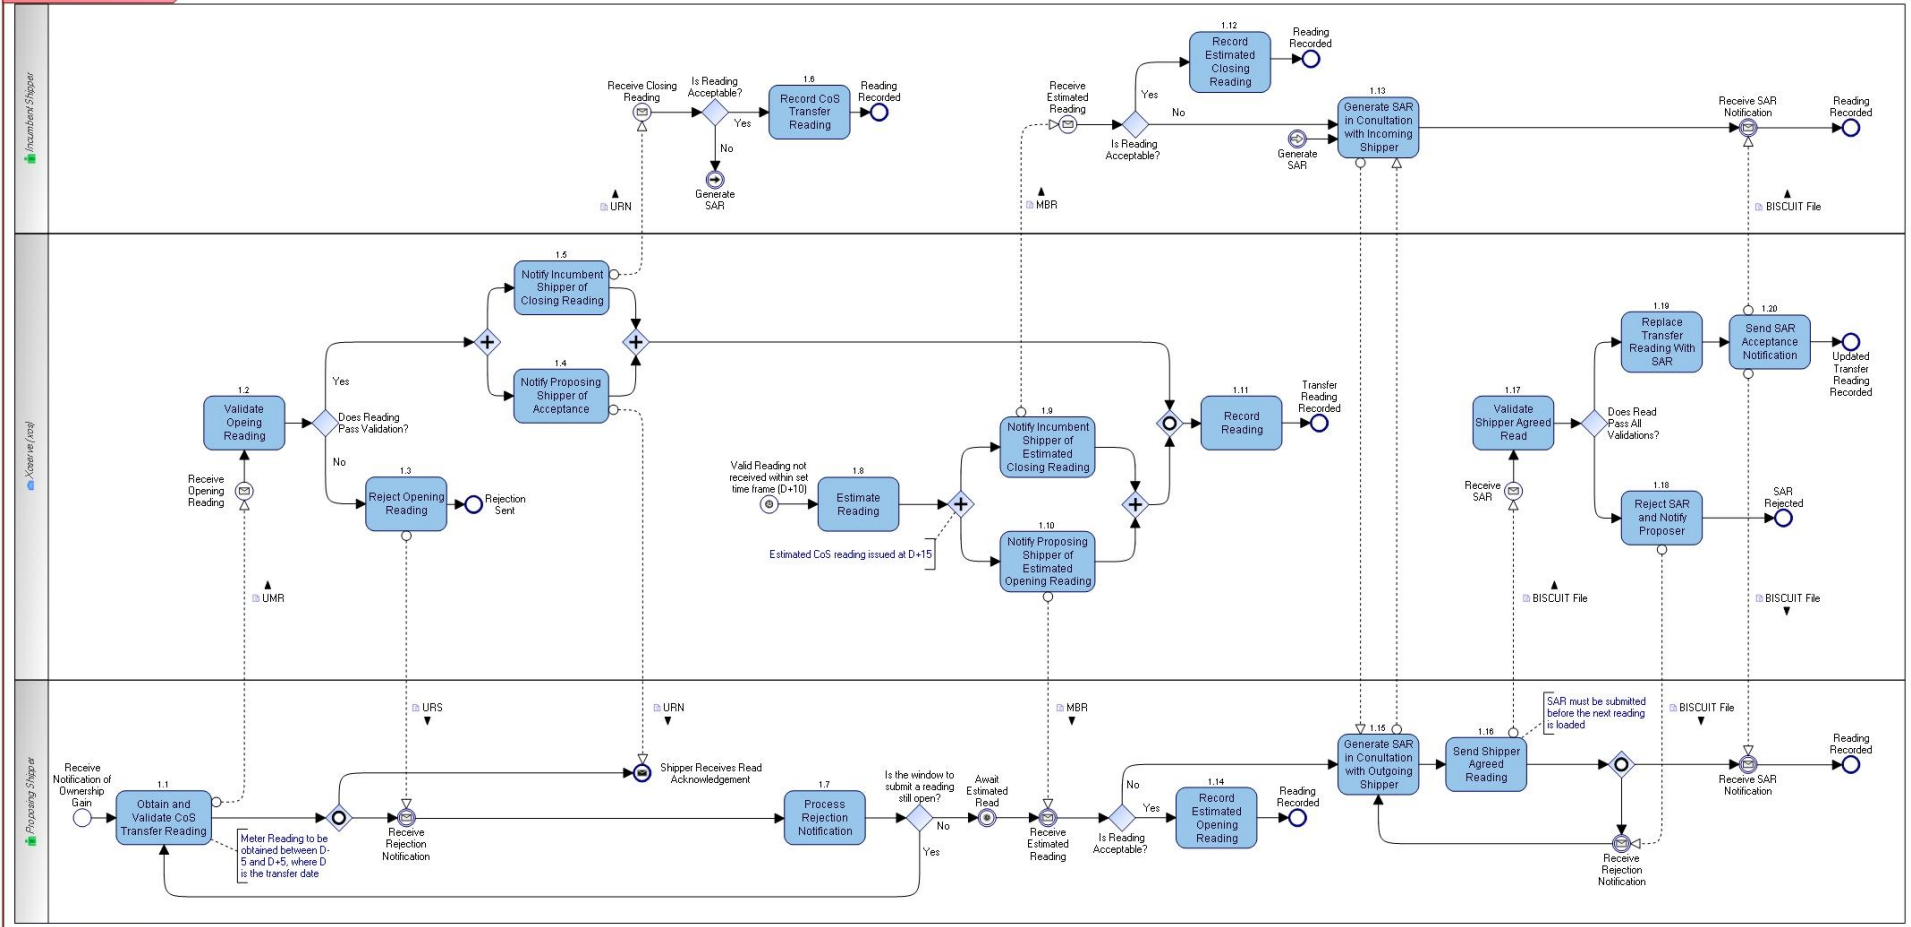 Incumbent Shipper
Receive Closing
Reading
Is Reading
Acceptable?
Yes
No
Generate
SAR
1.6
Record CoS
Transfer
Reading
Reading
Recorded
URN
Receive
Estimated
Reading
Is Reading
Acceptable?
Yes
No
1.12
Record
Estimated
Closing
Reading
Reading
Recorded
Generate
SAR
1.13
Generate SAR
in Conultation
with Incoming
Shipper
MBR
Receive SAR
Notification
Reading
Recorded
BISCUIT File
Xoserve (xos)
Receive
Opening
Reading
1.2
Validate
Opeing
Reading
Does Reading
Pass Validation?
Yes
No
1.3
Reject Opening
Reading
Rejection
Sent
UMR
1.5
Notify Incumbent
Shipper of
Closing Reading
1.4
Notify Proposing
Shipper of
Acceptance
Valid Reading not
received within set
time frame (D+10)
1.8
Estimate
Reading
Estimated CoS reading issued at D+15
1.9
Notify Incumbent
Shipper of
Estimated
Closing Reading
1.10
Notify Proposing
Shipper of
Estimated
Opening Reading
1.11
Record
Reading
Transfer
Reading
Recorded
Receive
SAR
1.17
Validate
Shipper Agreed
Read
Does Read
Pass All
Validations?
1.19
Replace
Transfer
Reading With
SAR
1.20
Send SAR
Acceptance
Notification
Updated
Transfer
Reading
Recorded
1.18
Reject SAR
and Notify
Proposer
SAR
Rejected
BISCUIT File
BISCUIT File
Proposing Shipper
Receive
Notification of
Ownership
Gain
1.1
Obtain and
Validate CoS
Transfer Reading
Meter Reading to be
obtained between D-
5 and D+5, where D
is the transfer date
URS
Receive
Rejection
Notification
URN
Shipper Receives Read
Acknowledgement
1.7
Process
Rejection
Notification
Is the window to
submit a reading
still open?
No
Yes
Await
Estimated
Read
MBR
Receive
Estimated
Reading
Is Reading
Acceptable?
No
Yes
1.14
Record
Estimated
Opening
Reading
Reading
Recorded
1.15
Generate SAR
in Conultation
with Outgoing
Shipper
1.16
Send Shipper
Agreed
Reading
SAR must be submitted
before the next reading
is loaded
BISCUIT File
Receive
Rejection
Notification
Receive SAR
Notification
Reading
Recorded